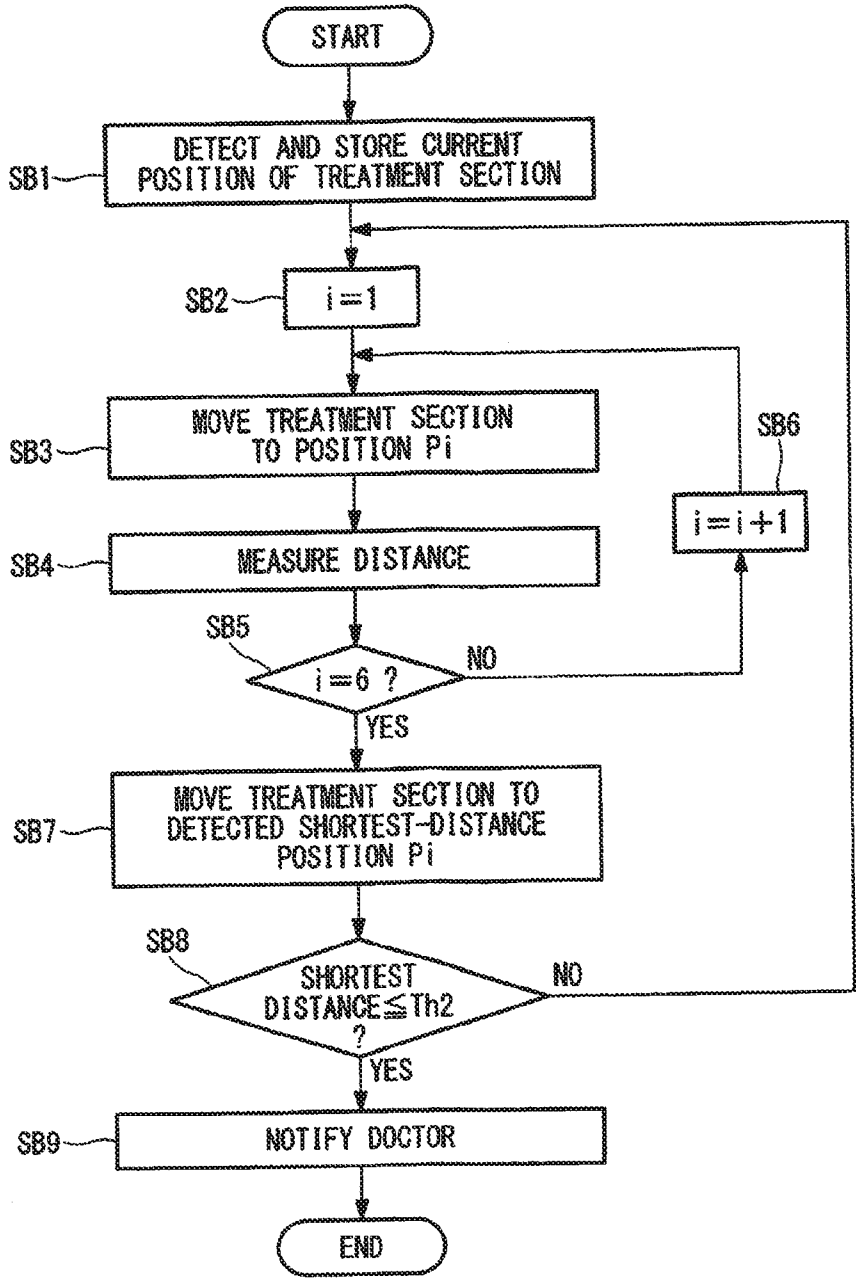 START
DETECT AND STORE CURRENT
POSITION OF TREATMENT SECTION
SB1
SB2
i=1
MOVE TREATMENT SECTION
TO POSITION Pi
SB3
SB6
i=i+1
MEASURE DISTANCE
SB4
SB5
i=6 ?
NO
YES
MOVE TREATMENT SECTION TO
DETECTED SHORTEST-DISTANCE
POSITION Pi
SB7
SB8
SHORTEST
DISTANCE≦Th2
?
NO
YES
NOTIFY DOCTOR
SB9
END